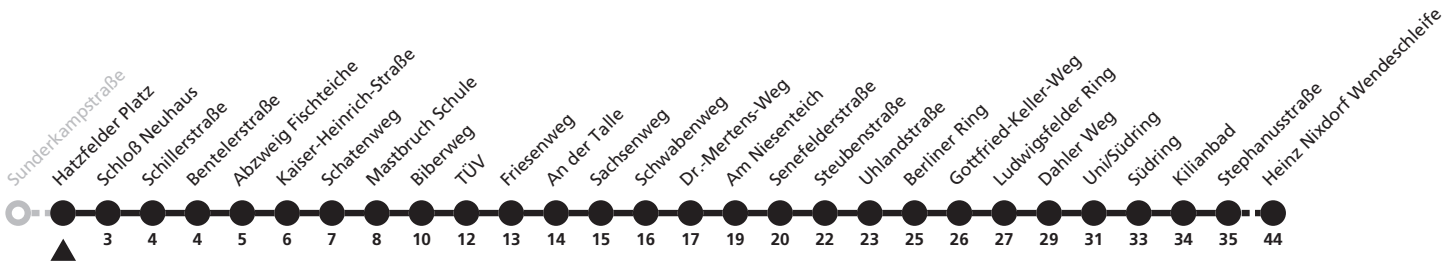 Sunderkampstraße
Hatzfelder Platz
Schloß Neuhaus
Schillerstraße
Bentelerstraße
Abzweig Fischteiche
Kaiser-Heinrich-Straße
Schatenweg
Mastbruch Schule
Biberweg
TÜV
Friesenweg
An der Talle
Sachsenweg
Schwabenweg
Dr.-Mertens-Weg
Am Niesenteich
Senefelderstraße
Steubenstraße
Uhlandstraße
Berliner Ring
Gottfried-Keller-Weg
Ludwigsfelder Ring
Dahler Weg
Uni/Südring
Südring
Kilianbad
Stephanusstraße
Heinz Nixdorf Wendeschleife
3 4 4 5 6 7 8 10 12 13 14 15 16 17 19 20 22 23 25 26 27 29 31 33 34 35 44